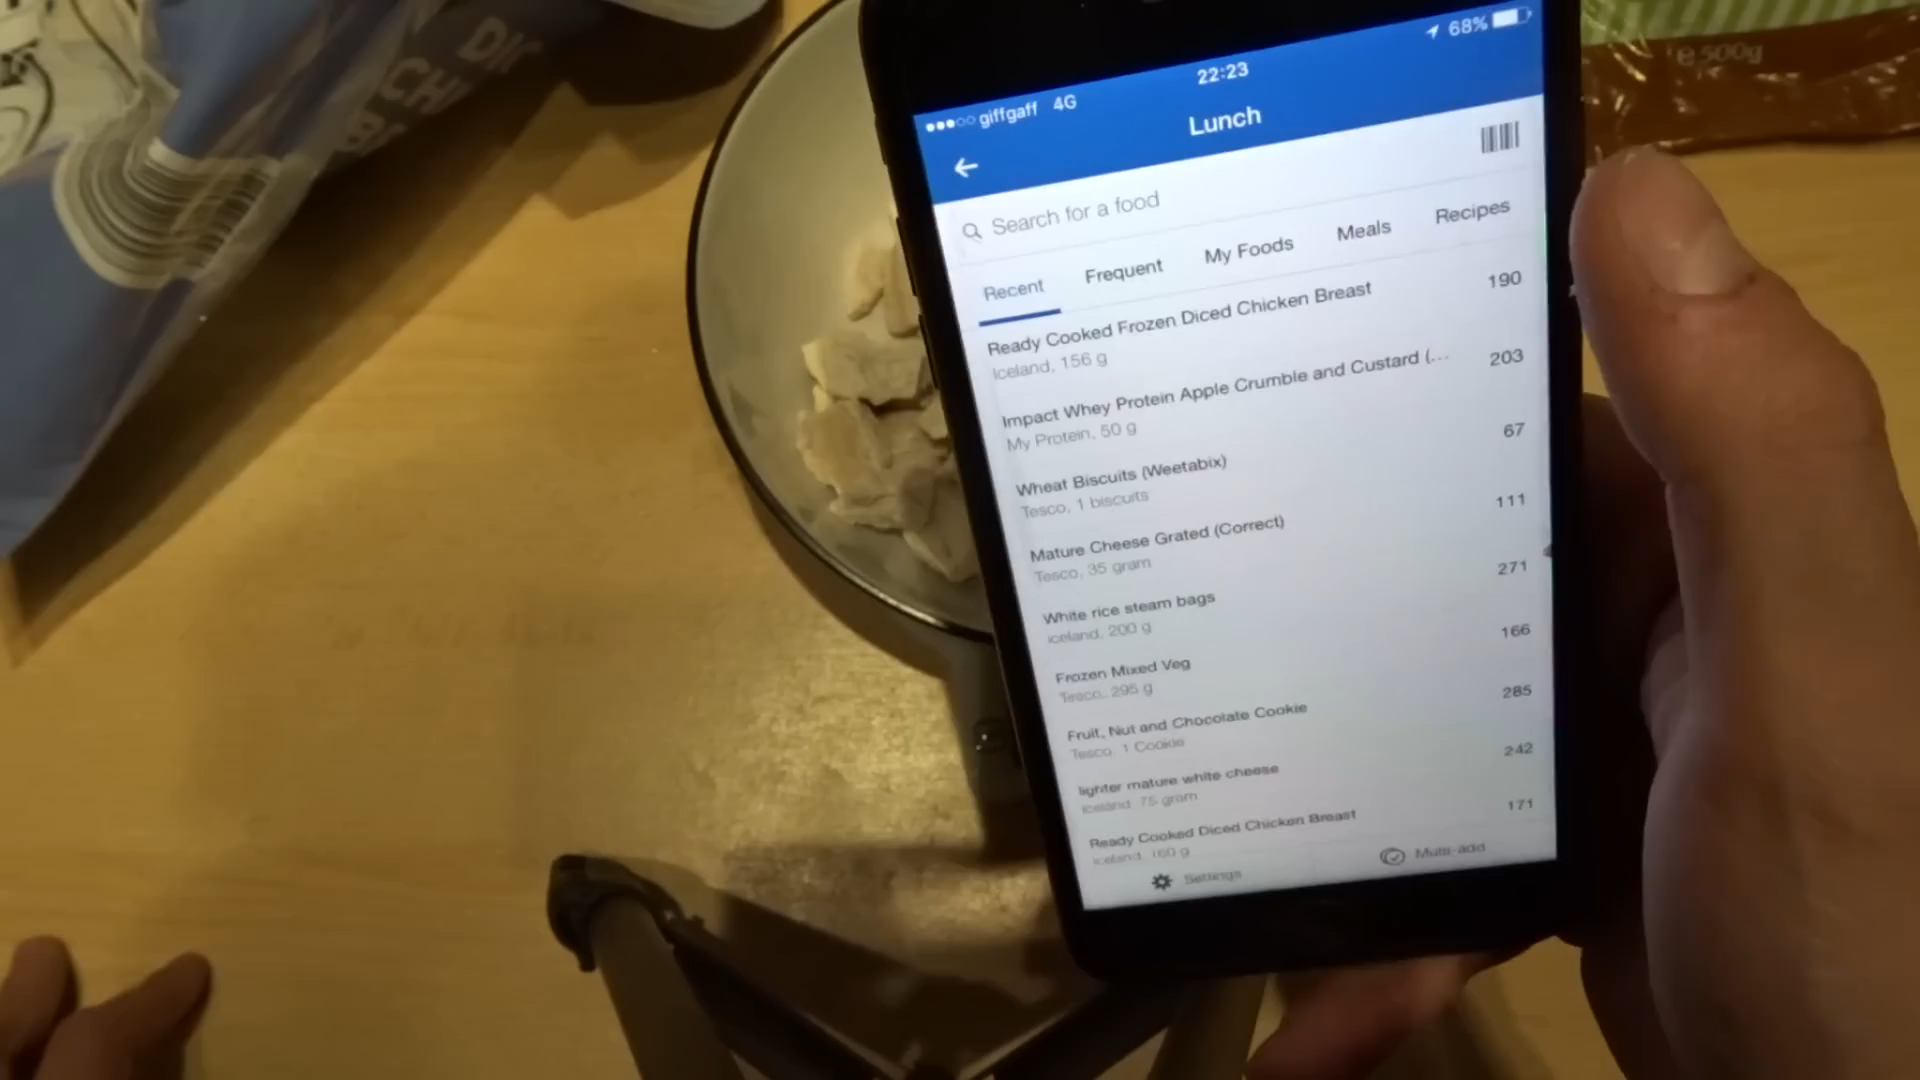 DIC
CHI
BR
e 500g
giffgaff 4G
22:23
68%
Lunch
Search for a food
Recent Frequent My Foods Meals Recipes
Ready Cooked Frozen Diced Chicken Breast 190
Iceland, 156 g
Impact Whey Protein Apple Crumble and Custard (... 203
My Protein, 50 g
Wheat Biscuits (Weetabix) 67
Tesco, 1 biscuits
Mature Cheese Grated (Correct) 111
Tesco, 35 gram
White rice steam bags 271
iceland, 200 g
Frozen Mixed Veg 166
Tesco, 295 g
Fruit, Nut and Chocolate Cookie 285
Tesco, 1 Cookie
lighter mature white cheese 242
iceland, 75 gram
Ready Cooked Diced Chicken Breast 171
iceland, 160 g
Settings Multi-add